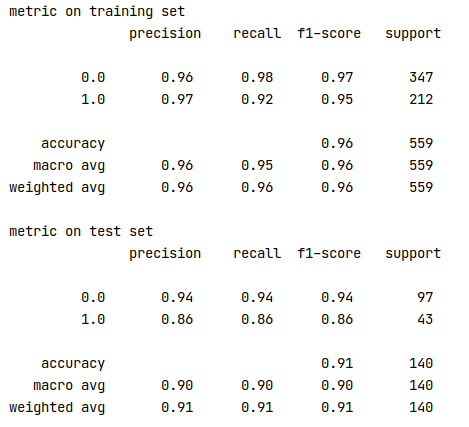 metric on training set
precision recall f1-score support
0.0 0.96 0.98 0.97 347
1.0 0.97 0.92 0.95 212
accuracy 0.96 559
macro avg 0.96 0.95 0.96 559
weighted avg 0.96 0.96 0.96 559
metric on test set
precision recall f1-score support
0.0 0.94 0.94 0.94 97
1.0 0.86 0.86 0.86 43
accuracy 0.91 140
macro avg 0.90 0.90 0.90 140
weighted avg 0.91 0.91 0.91 140